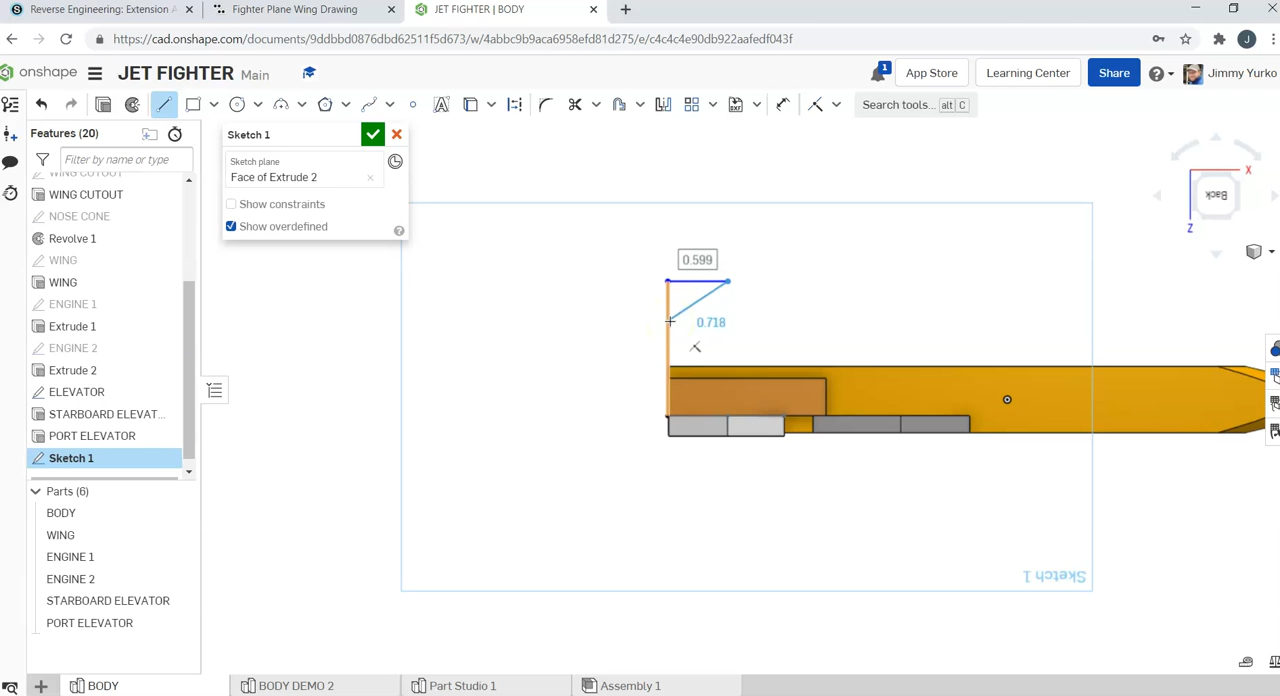 Reverse Engineering: Extension A
Fighter Plane Wing Drawing
JET FIGHTER | BODY
https://cad.onshape.com/documents/9ddbbd0876dbd62511f5d673/w/4abbc9b9aca6958efd81d275/e/c4c4c4e90db922aafedf043f
onshape JET FIGHTER Main
1
App Store
Learning Center
Share
Jimmy Yurko
Search tools... alt C
Features (20)
Filter by name or type
WING CUTOUT
WING CUTOUT
NOSE CONE
Revolve 1
WING
WING
ENGINE 1
Extrude 1
ENGINE 2
Extrude 2
ELEVATOR
STARBOARD ELEVAT...
PORT ELEVATOR
Sketch 1
Parts (6)
BODY
WING
ENGINE 1
ENGINE 2
STARBOARD ELEVATOR
PORT ELEVATOR
Sketch 1
Sketch plane
Face of Extrude 2
Show constraints
Show overdefined
0.599
0.718
X
Back
Z
Sketch 1
BODY
BODY DEMO 2
Part Studio 1
Assembly 1